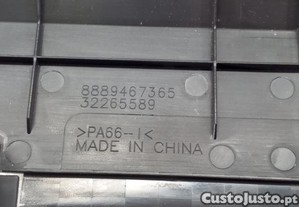 8889467365
32265589
>PA66-I<
MADE IN CHINA
CustoJusto.pt